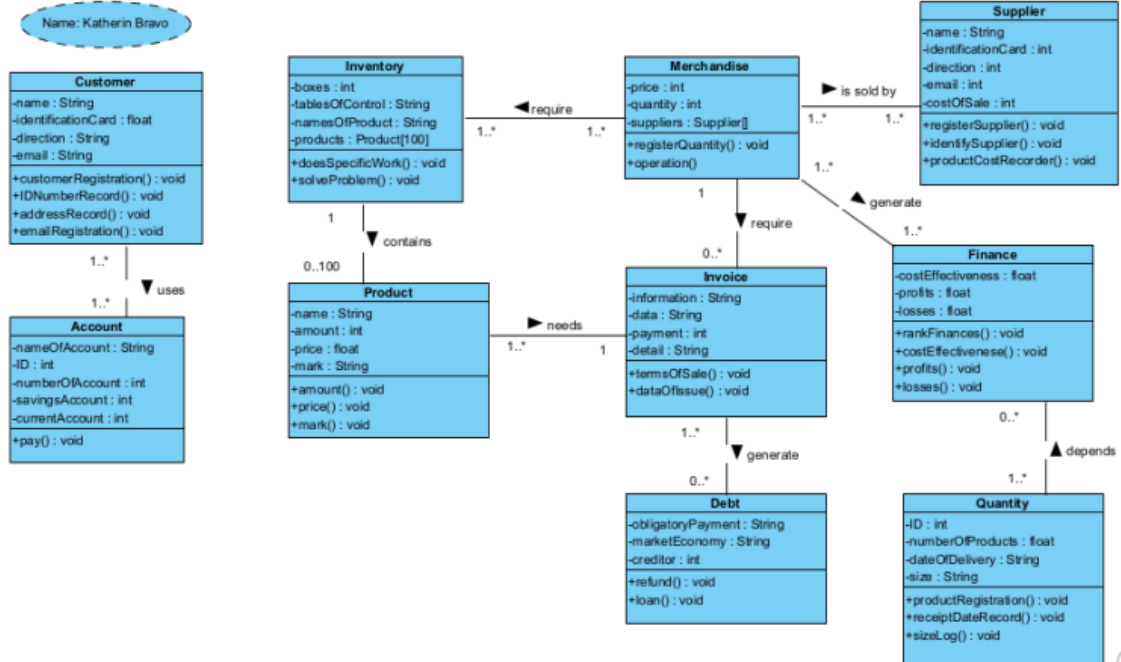 Name: Katherin Bravo
Customer
-name : String
-identificationCard : float
-direction : String
-email : String
+customerRegistration() : void
+IDNumberRecord() : void
+addressRecord() : void
+emailRegistration() : void
1..*
uses
1..*
Account
-nameOfAccount : String
-ID : int
-numberOfAccount : int
-savingsAccount : int
-currentAccount : int
+pay() : void
Inventory
-boxes : int
-tablesOfControl : String
-namesOfProduct : String
-products : Product[100]
+doesSpecificWork() : void
+solveProblem() : void
require
1..*
1..*
1
contains
0..100
Product
-name : String
-amount : int
-price : float
-mark : String
+amount() : void
+price() : void
+mark() : void
needs
1..*
1
Merchandise
-price : int
-quantity : int
-suppliers : Supplier[]
+registerQuantity() : void
+operation()
is sold by
1..*
1..*
1
require
0..*
1..*
generate
1..*
Invoice
-information : String
-data : String
-payment : int
-detail : String
+termsOfSale() : void
+dataOfIssue() : void
1..*
generate
0..*
Debt
-obligatoryPayment : String
-marketEconomy : String
-creditor : int
+refund() : void
+loan() : void
Supplier
-name : String
-identificationCard : int
-direction : int
-email : int
-costOfSale : int
+registerSupplier() : void
+identifySupplier() : void
+productCostRecorder() : void
Finance
-costEffectiveness : float
-profits : float
-losses : float
+rankFinances() : void
+costEffectivenese() : void
+profits() : void
+losses() : void
0..*
depends
1..*
Quantity
-ID : int
-numberOfProducts : float
-dateOfDelivery : String
-size : String
+productRegistration() : void
+receiptDateRecord() : void
+sizeLog() : void